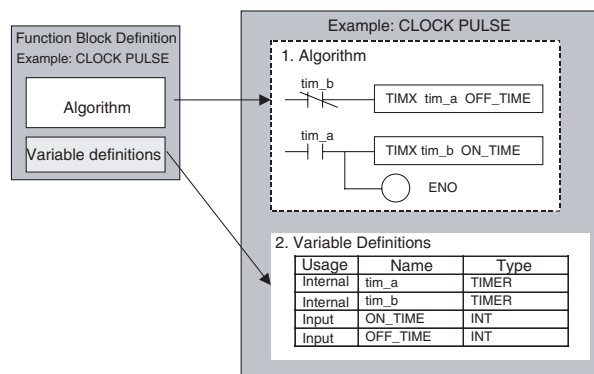 Function Block Definition
Example: CLOCK PULSE
Algorithm
Variable definitions
Example: CLOCK PULSE
1. Algorithm
tim_b
TIMX tim_a OFF_TIME
tim_a
TIMX tim_b ON_TIME
ENO
2. Variable Definitions
Usage Name Type
Internal tim_a TIMER
Internal tim_b TIMER
Input ON_TIME INT
Input OFF_TIME INT